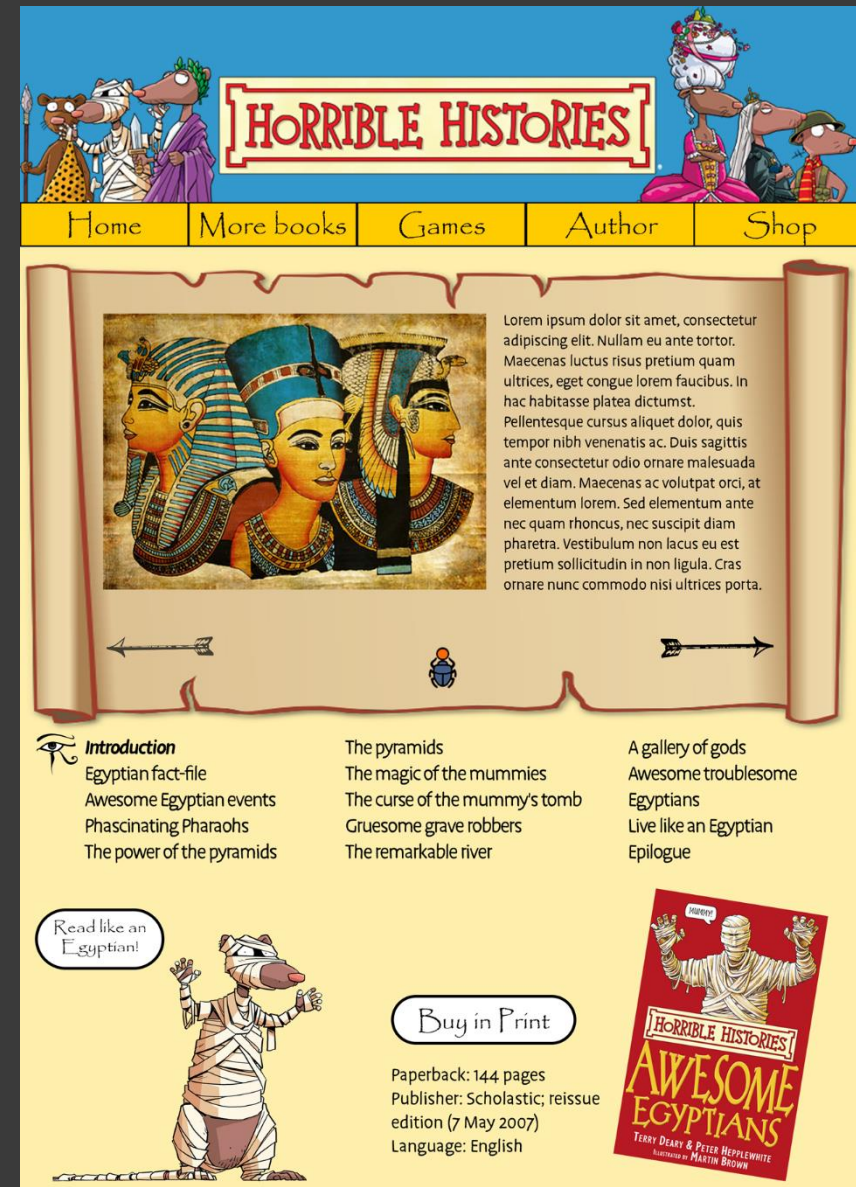 HORRIBLE HISTORIES
Home
More books
Games
Author
Shop
Lorem ipsum dolor sit amet, consectetur
adipiscing elit. Nullam eu ante tortor.
Maecenas luctus risus pretium quam
ultrices, eget congue lorem faucibus. In
hac habitasse platea dictumst.
Pellentesque cursus aliquet dolor, quis
tempor nibh venenatis ac. Duis sagittis
ante consectetur odio ornare malesuada
vel et diam. Maecenas ac volutpat orci, at
elementum lorem. Sed elementum ante
nec quam rhoncus, nec suscipit diam
pharetra. Vestibulum non lacus eu est
pretium sollicitudin in non ligula. Cras
ornare nunc commodo nisi ultrices porta.
Introduction
Egyptian fact-file
Awesome Egyptian events
Phascinating Pharaohs
The power of the pyramids
The pyramids
The magic of the mummies
The curse of the mummy's tomb
Gruesome grave robbers
The remarkable river
A gallery of gods
Awesome troublesome
Egyptians
Live like an Egyptian
Epilogue
Read like an
Egyptian!
Buy in Print
Paperback: 144 pages
Publisher: Scholastic; reissue
edition (7 May 2007)
Language: English
MUMMY!
HORRIBLE HISTORIES
AWESOME
EGYPTIANS
TERRY DEARY & PETER HEPPLEWHITE
ILLUSTRATED BY MARTIN BROWN